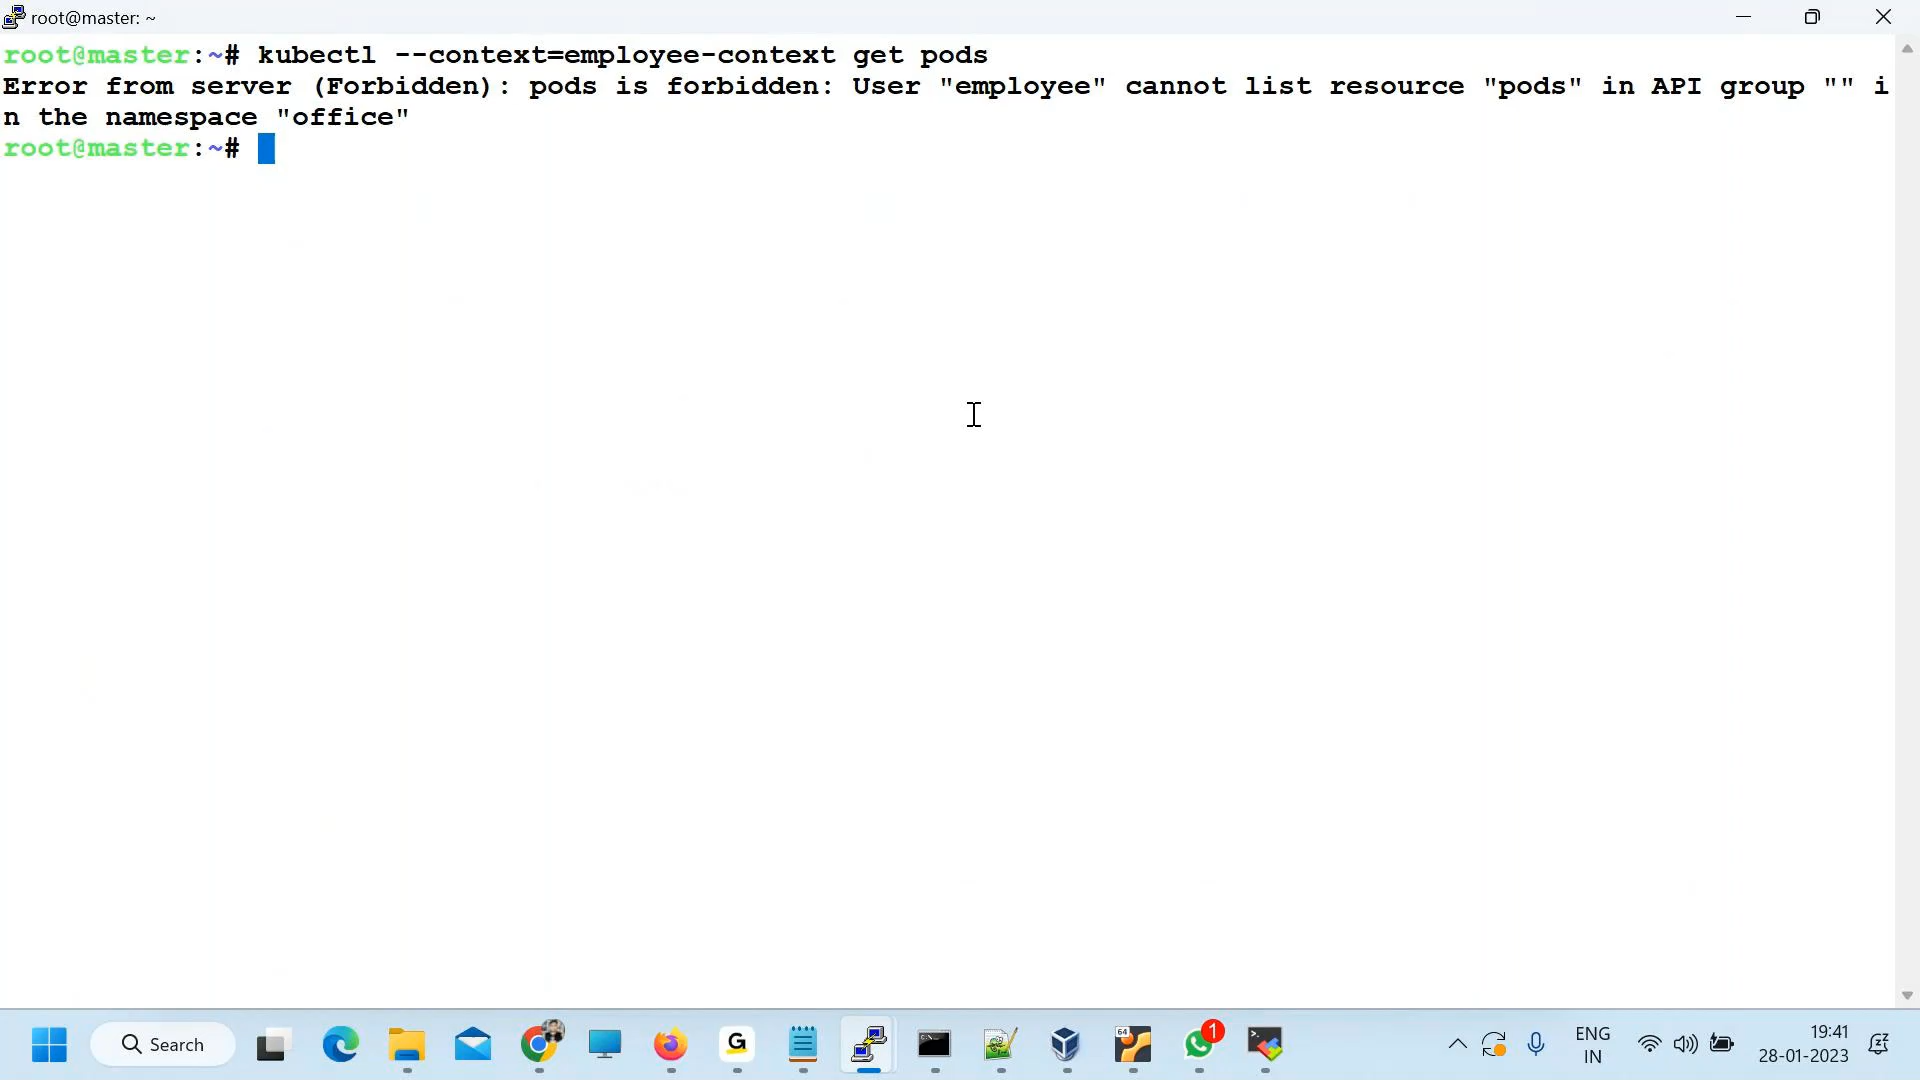 root@master: ~
root@master:~# kubectl --context=employee-context get pods
Error from server (Forbidden): pods is forbidden: User "employee" cannot list resource "pods" in API group "" i
n the namespace "office"
root@master:~#
Search
G
64
1
ENG
IN
19:41
28-01-2023